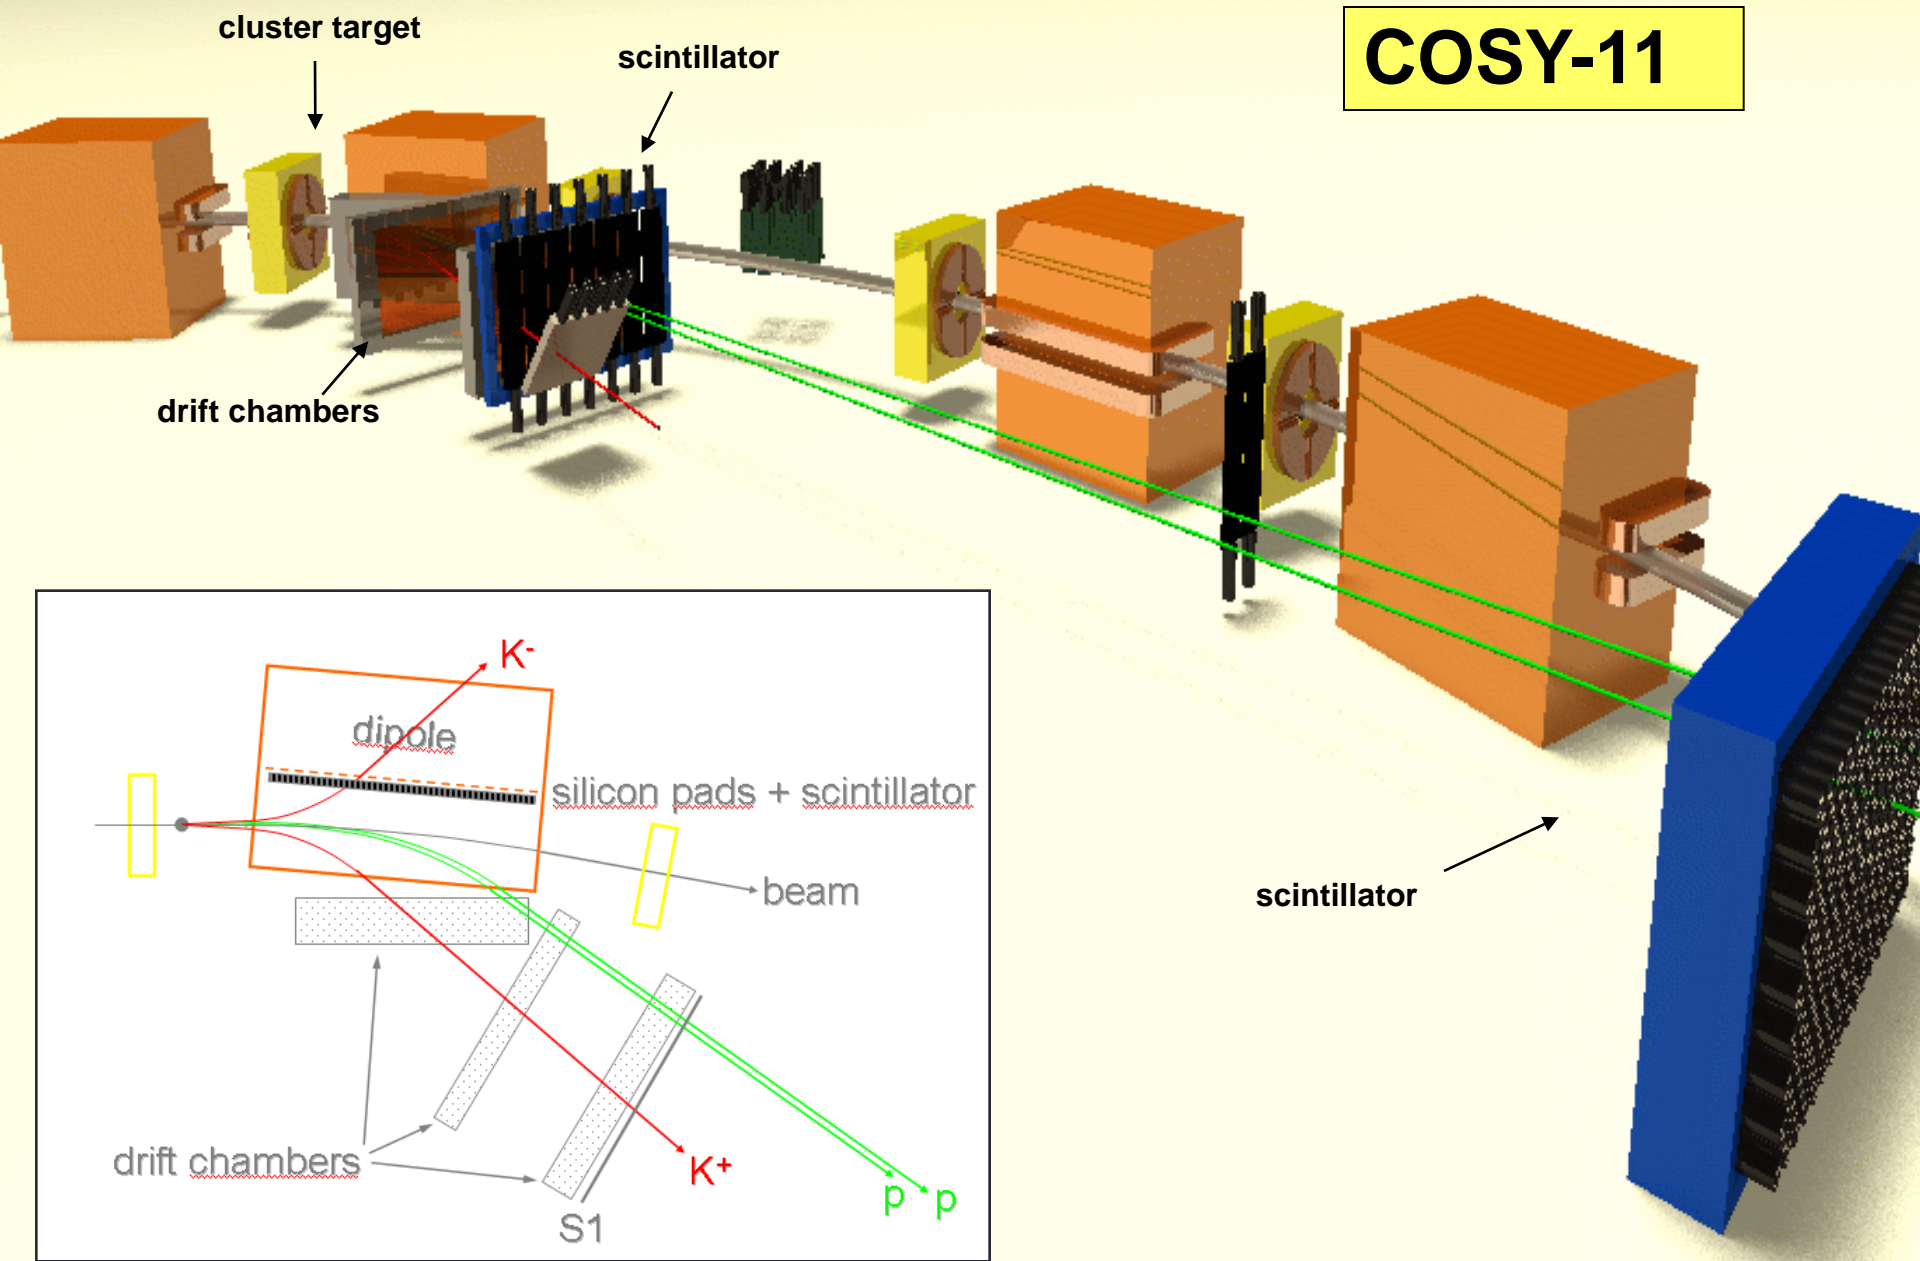 cluster target
scintillator
COSY-11
drift chambers
K-
dipole
silicon pads + scintillator
beam
scintillator
drift chambers
K+
p p
S1